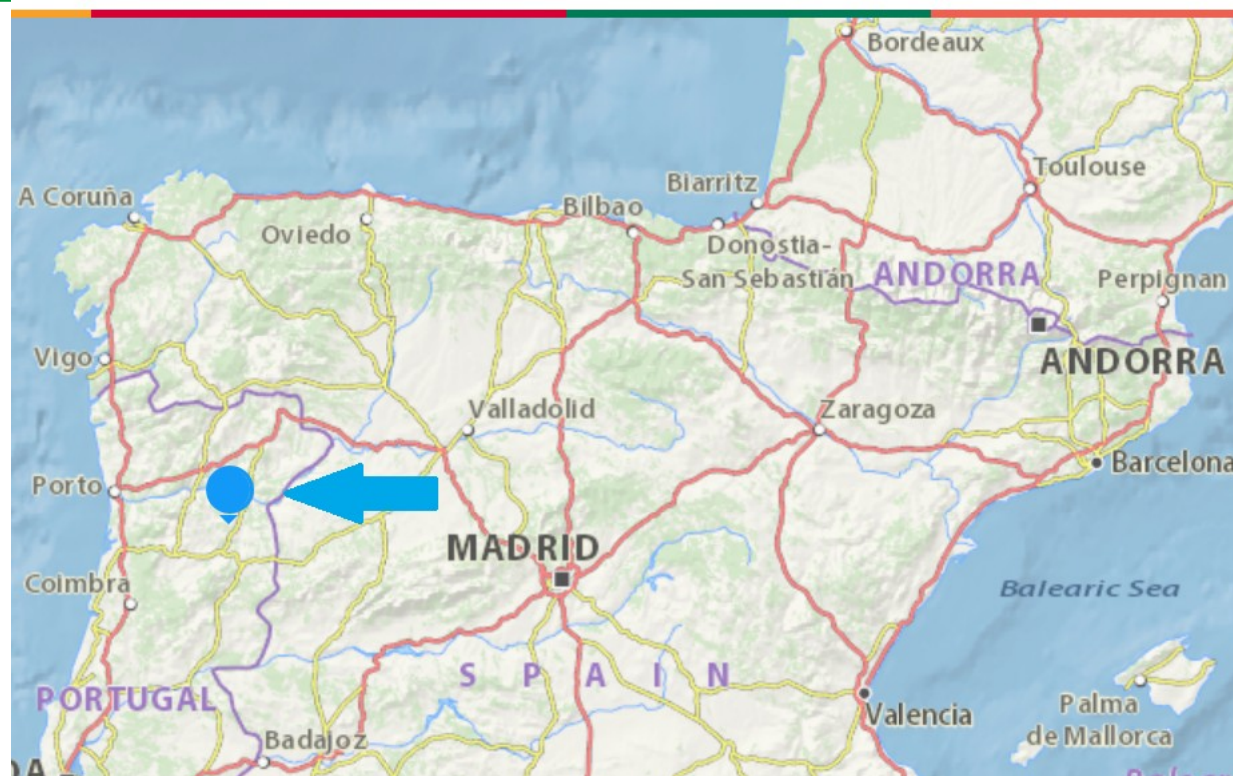 Bordeaux
Toulouse
Biarritz
A Coruña
Bilbao
Oviedo
Donostia-
San Sebastián
ANDORRA
Perpignan
Vigo
ANDORRA
Valladolid
Zaragoza
Barcelona
Porto
MADRID
Coimbra
Balearic Sea
SPAIN
PORTUGAL
Valencia
Palma
de Mallorca
Badajoz